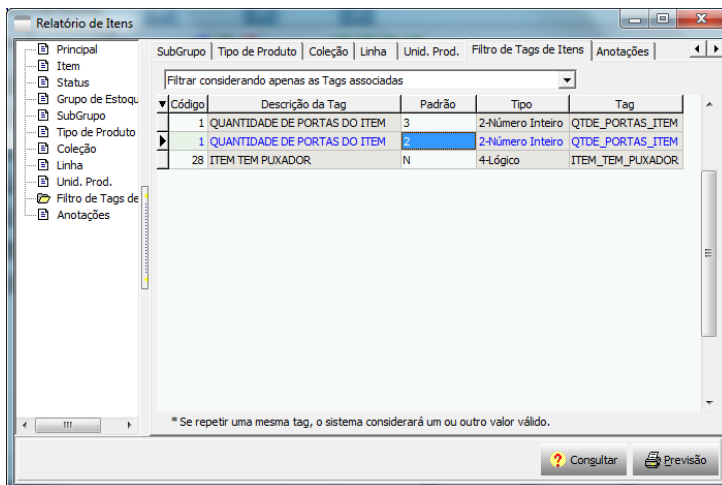 Relatório de Itens
Principal
Item
Status
Grupo de Estoqu
SubGrupo
Tipo de Produto
Coleção
Linha
Unid. Prod.
Filtro de Tags de
Anotações
SubGrupo Tipo de Produto Coleção Linha Unid. Prod. Filtro de Tags de Itens Anotações
Filtrar considerando apenas as Tags associadas
Código Descrição da Tag Padrão Tipo Tag
1 QUANTIDADE DE PORTAS DO ITEM 3 2-Número Inteiro QTDE_PORTAS_ITEM
1 QUANTIDADE DE PORTAS DO ITEM 2 2-Número Inteiro QTDE_PORTAS_ITEM
28 ITEM TEM PUXADOR N 4-Lógico ITEM_TEM_PUXADOR
* Se repetir uma mesma tag, o sistema considerará um ou outro valor válido.
Consultar Previsão